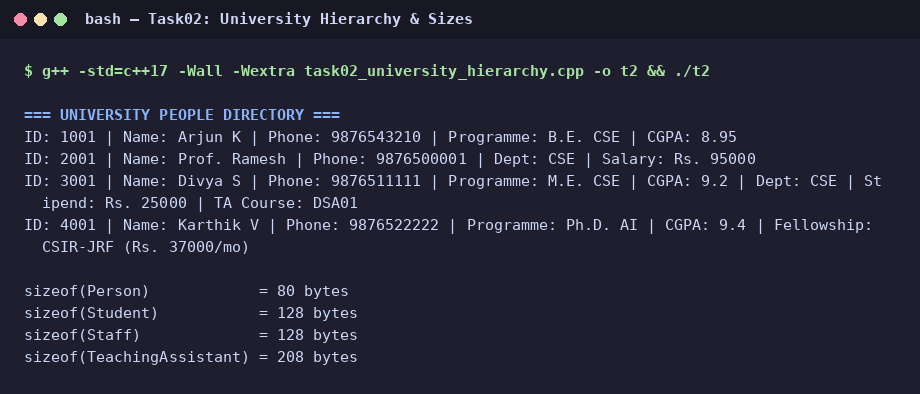 bash — Task02: University Hierarchy & Sizes
$ g++ -std=c++17 -Wall -Wextra task02_university_hierarchy.cpp -o t2 && ./t2
=== UNIVERSITY PEOPLE DIRECTORY ===
ID: 1001 | Name: Arjun K | Phone: 9876543210 | Programme: B.E. CSE | CGPA: 8.95
ID: 2001 | Name: Prof. Ramesh | Phone: 9876500001 | Dept: CSE | Salary: Rs. 95000
ID: 3001 | Name: Divya S | Phone: 9876511111 | Programme: M.E. CSE | CGPA: 9.2 | Dept: CSE | St
ipend: Rs. 25000 | TA Course: DSA01
ID: 4001 | Name: Karthik V | Phone: 9876522222 | Programme: Ph.D. AI | CGPA: 9.4 | Fellowship:
CSIR-JRF (Rs. 37000/mo)
sizeof(Person)            = 80 bytes
sizeof(Student)           = 128 bytes
sizeof(Staff)             = 128 bytes
sizeof(TeachingAssistant) = 208 bytes